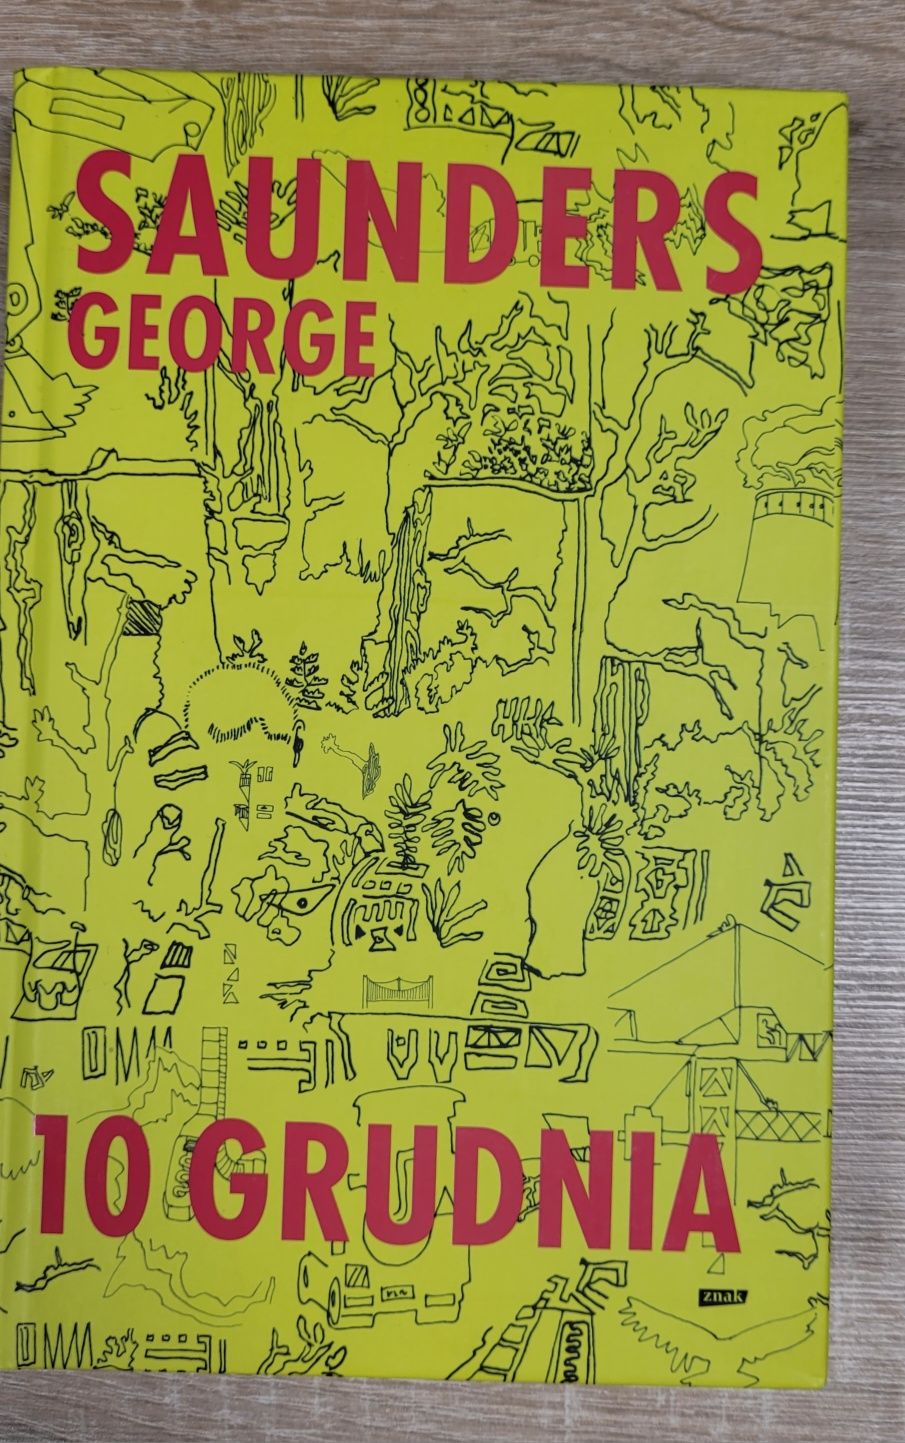 SAUNDERS
GEORGE
10 GRUDNIA
znak